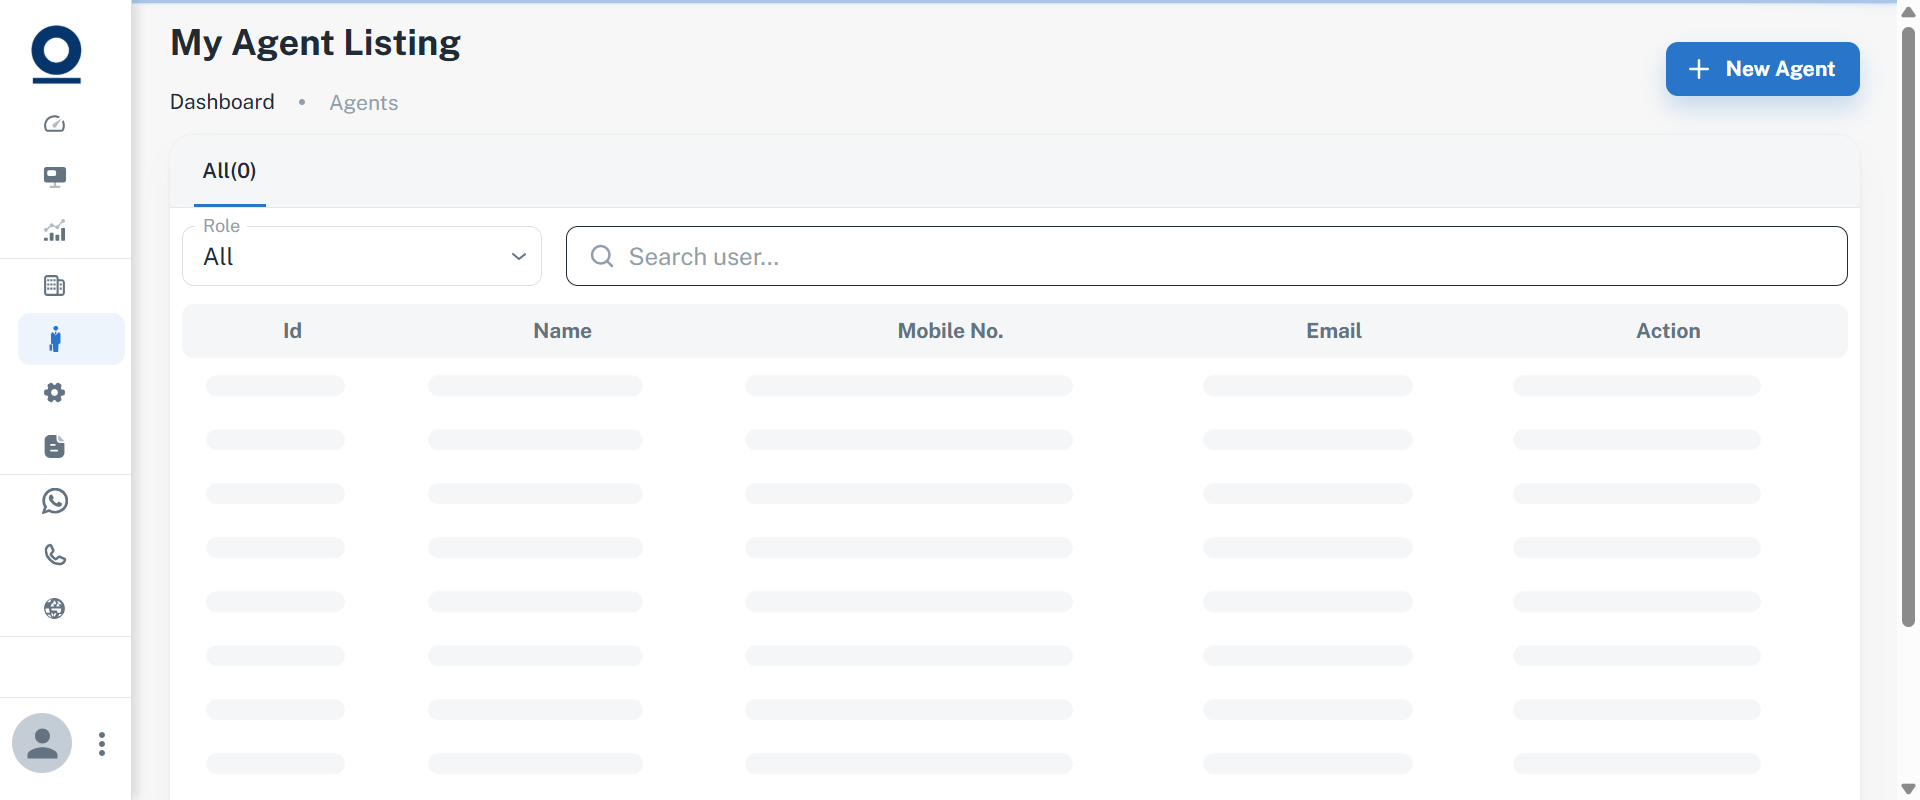 My Agent Listing
New Agent
Dashboard • Agents
All(0)
Role
All
Search user...
Id Name Mobile No. Email Action